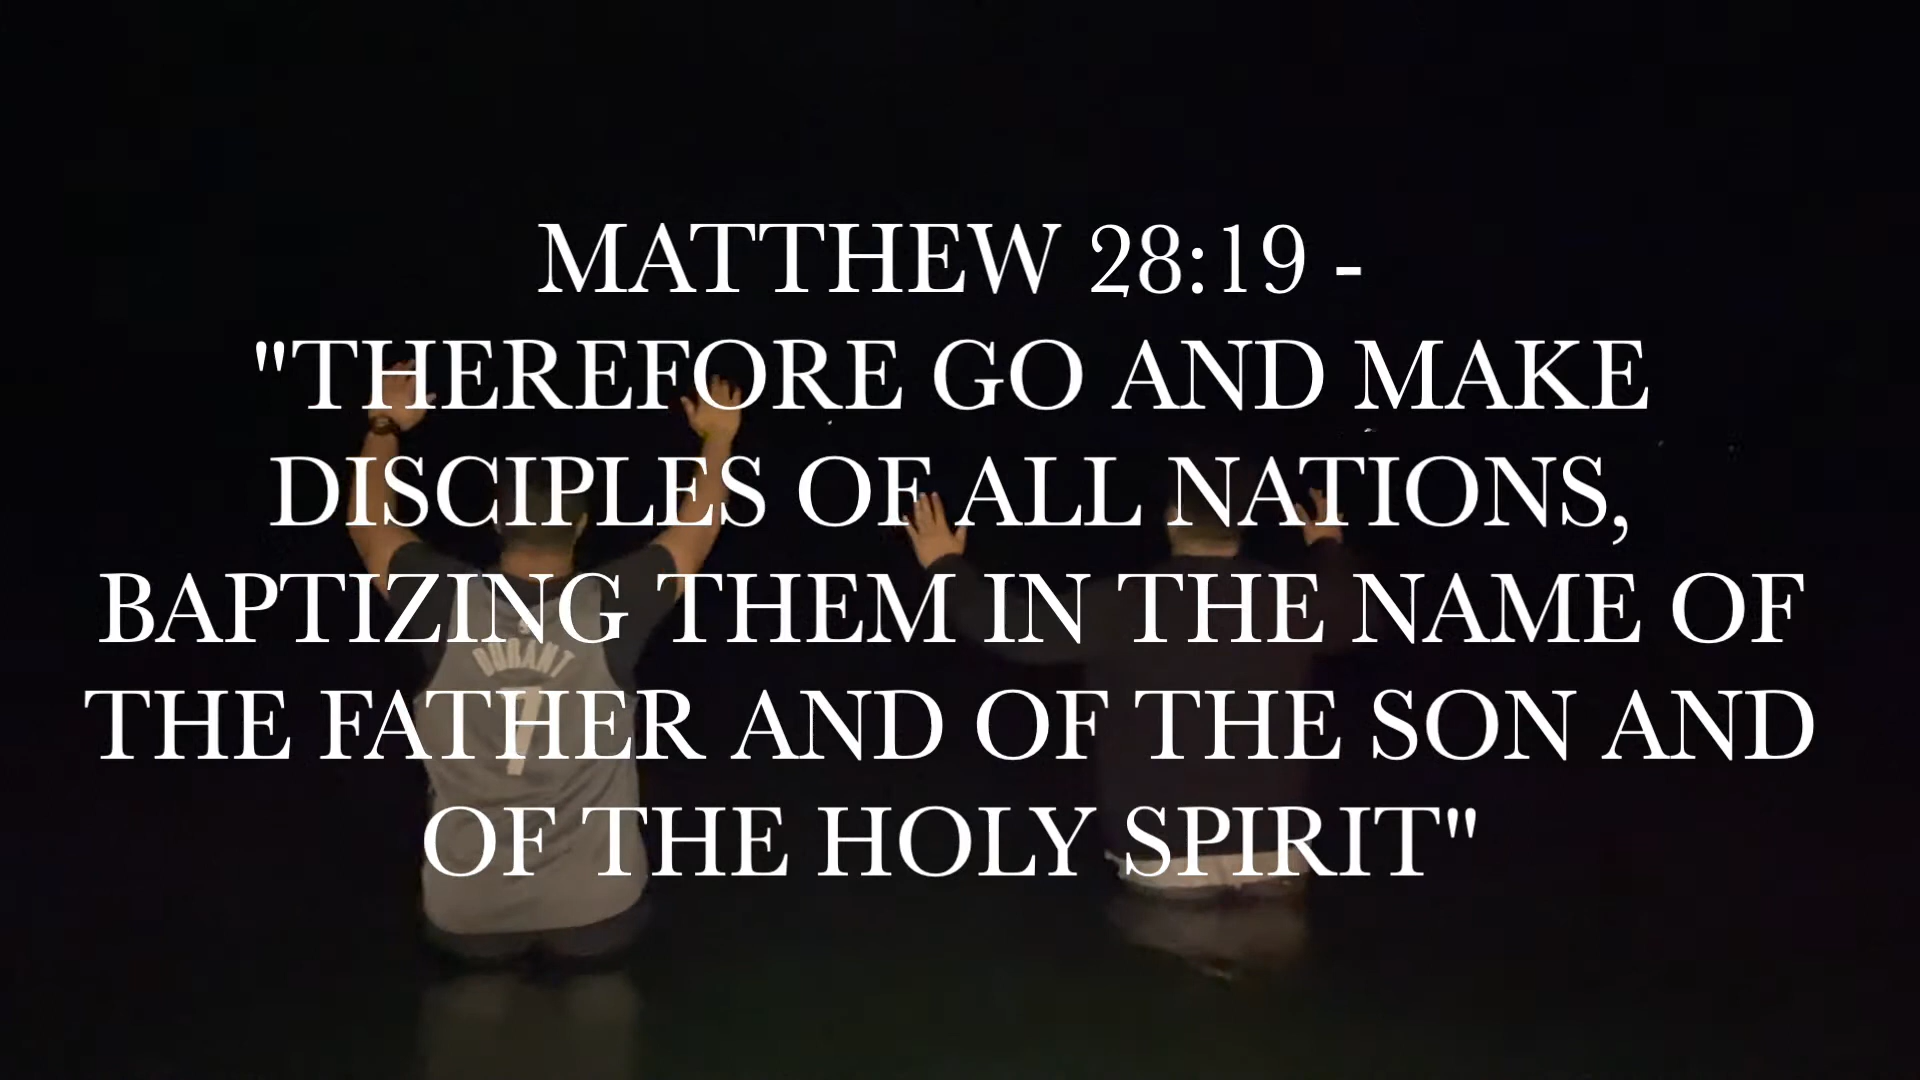 MATTHEW 28:19 -
"THEREFORE GO AND MAKE
DISCIPLES OF ALL NATIONS,
BAPTIZING THEM IN THE NAME OF
THE FATHER AND OF THE SON AND
OF THE HOLY SPIRIT"
DURANT
7